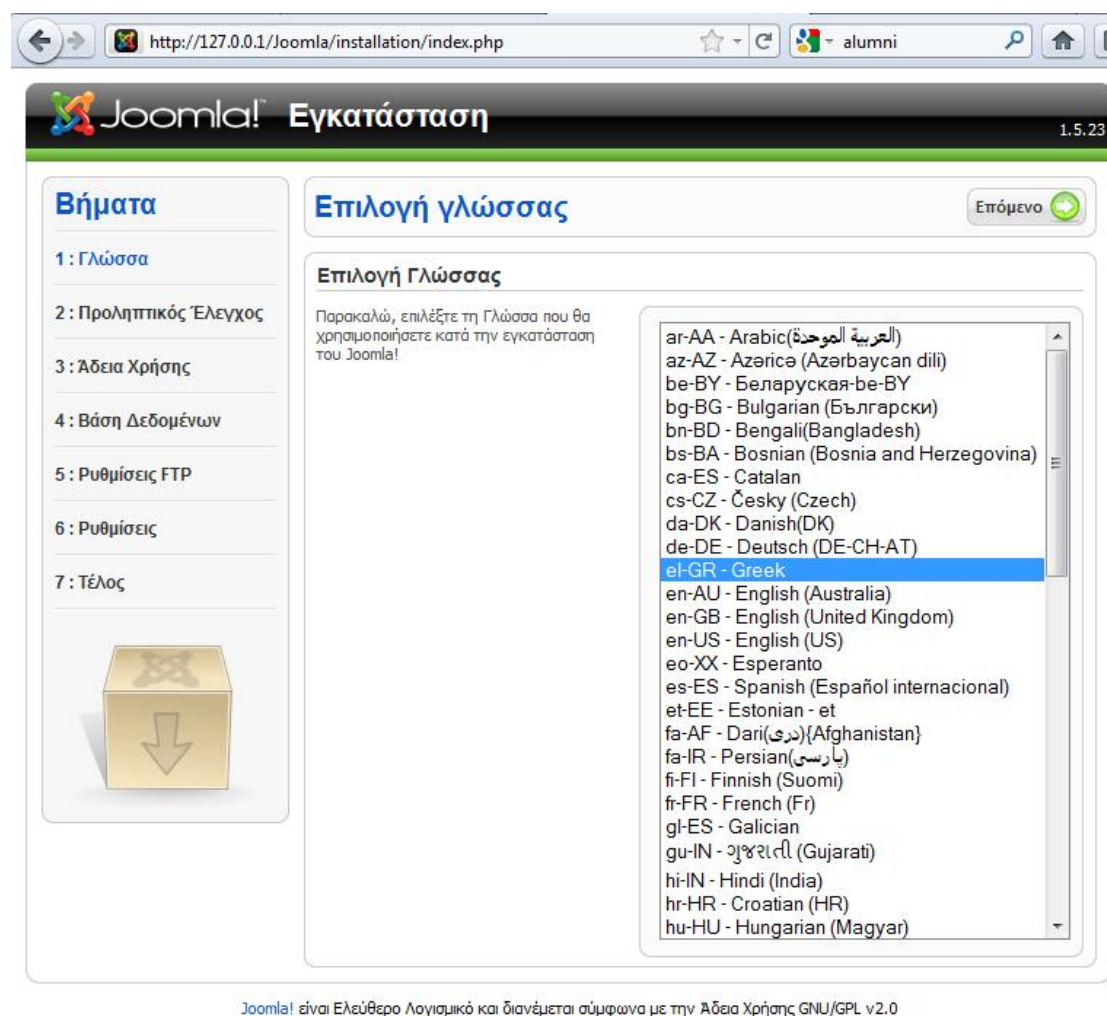 http://127.0.0.1/Joomla/installation/index.php
alumni
Joomla! Εγκατάσταση
1.5.23
Βήματα
1 : Γλώσσα
2 : Προληπτικός Έλεγχος
3 : Άδεια Χρήσης
4 : Βάση Δεδομένων
5 : Ρυθμίσεις FTP
6 : Ρυθμίσεις
7 : Τέλος
Επιλογή γλώσσας
Επόμενο
Επιλογή Γλώσσας
Παρακαλώ, επιλέξτε τη Γλώσσα που θα
χρησιμοποιήσετε κατά την εγκατάσταση
του Joomla!
ar-AA - Arabic(العربية الموحدة)
az-AZ - Azəricə (Azərbaycan dili)
be-BY - Беларуская-be-BY
bg-BG - Bulgarian (Български)
bn-BD - Bengali(Bangladesh)
bs-BA - Bosnian (Bosnia and Herzegovina)
ca-ES - Catalan
cs-CZ - Česky (Czech)
da-DK - Danish(DK)
de-DE - Deutsch (DE-CH-AT)
el-GR - Greek
en-AU - English (Australia)
en-GB - English (United Kingdom)
en-US - English (US)
eo-XX - Esperanto
es-ES - Spanish (Español internacional)
et-EE - Estonian - et
fa-AF - Dari(دری){Afghanistan}
fa-IR - Persian(پارسی)
fi-FI - Finnish (Suomi)
fr-FR - French (Fr)
gl-ES - Galician
gu-IN - ગુજરાતી (Gujarati)
hi-IN - Hindi (India)
hr-HR - Croatian (HR)
hu-HU - Hungarian (Magyar)
Joomla! είναι Ελεύθερο Λογισμικό και διανέμεται σύμφωνα με την Άδεια Χρήσης GNU/GPL v2.0